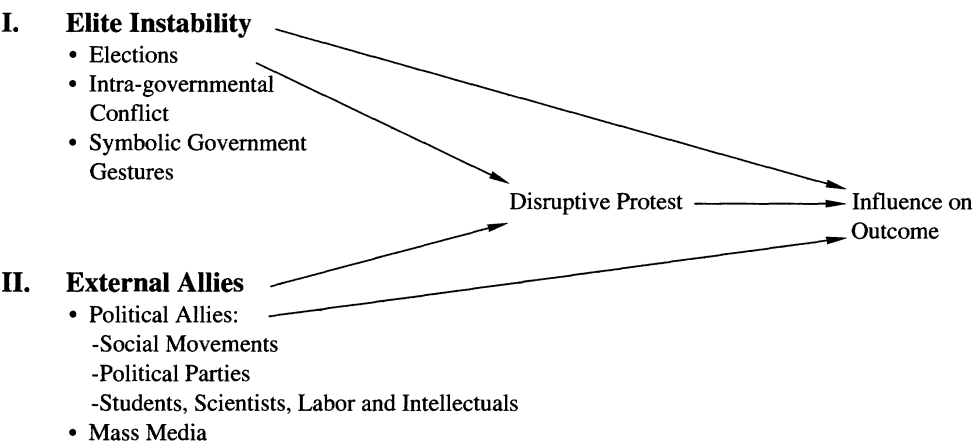 I. Elite Instability
• Elections
• Intra-governmental
Conflict
• Symbolic Government
Gestures
Disruptive Protest
Influence on
Outcome
II. External Allies
• Political Allies:
-Social Movements
-Political Parties
-Students, Scientists, Labor and Intellectuals
• Mass Media